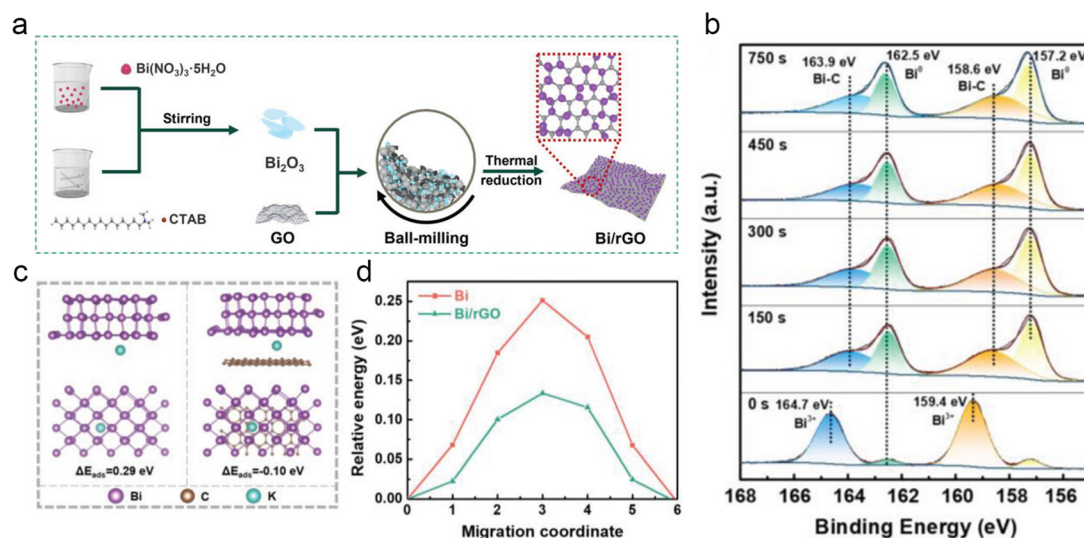 a
Bi(NO₃)₃·5H₂O
Stirring
Bi₂O₃
CTAB
GO
Ball-milling
Thermal
reduction
Bi/rGO
b
Intensity (a.u.)
750 s
163.9 eV
Bi-C
162.5 eV
Bi⁰
158.6 eV
Bi-C
157.2 eV
Bi⁰
450 s
300 s
150 s
0 s
164.7 eV
Bi³⁺
159.4 eV
Bi³⁺
168 166 164 162 160 158 156
Binding Energy (eV)
c
ΔEads=0.29 eV
ΔEads=-0.10 eV
Bi C K
d
Relative energy (eV)
0.25
0.20
0.15
0.10
0.05
0.00
Bi
Bi/rGO
0 1 2 3 4 5 6
Migration coordinate